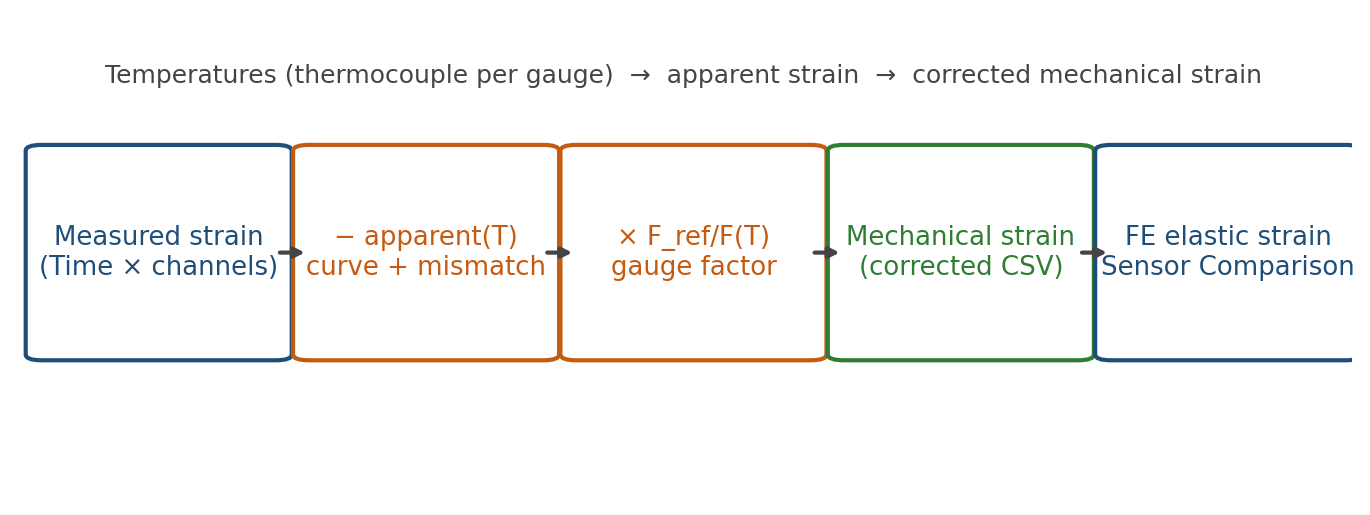 Temperatures (thermocouple per gauge) → apparent strain → corrected mechanical strain
Measured strain
(Time × channels)
− apparent(T)
curve + mismatch
× F_ref/F(T)
gauge factor
Mechanical strain
(corrected CSV)
FE elastic strain
Sensor Comparison